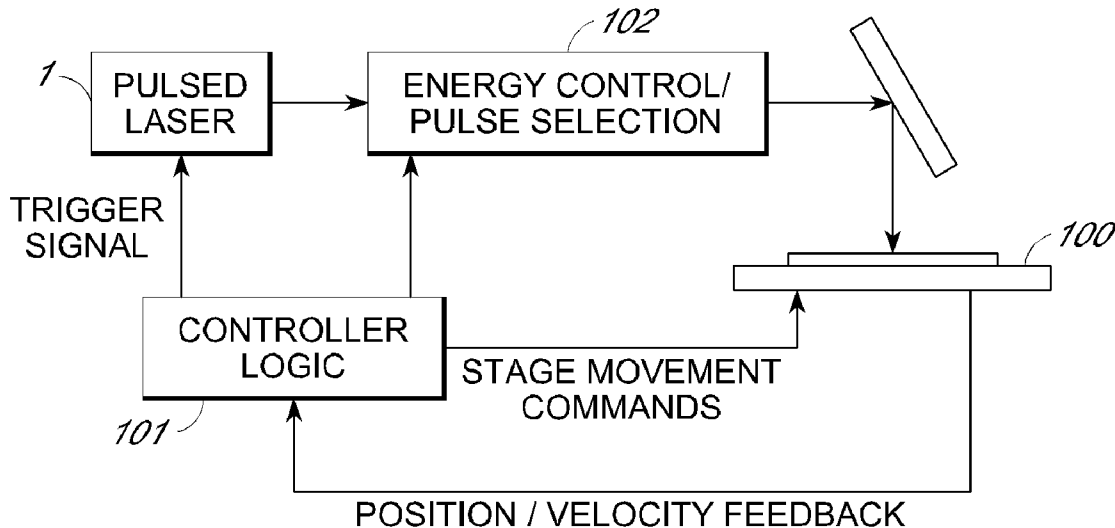 102
1
PULSED
LASER
ENERGY CONTROL/
PULSE SELECTION
TRIGGER
SIGNAL
100
CONTROLLER
LOGIC
STAGE MOVEMENT
COMMANDS
101
POSITION / VELOCITY FEEDBACK